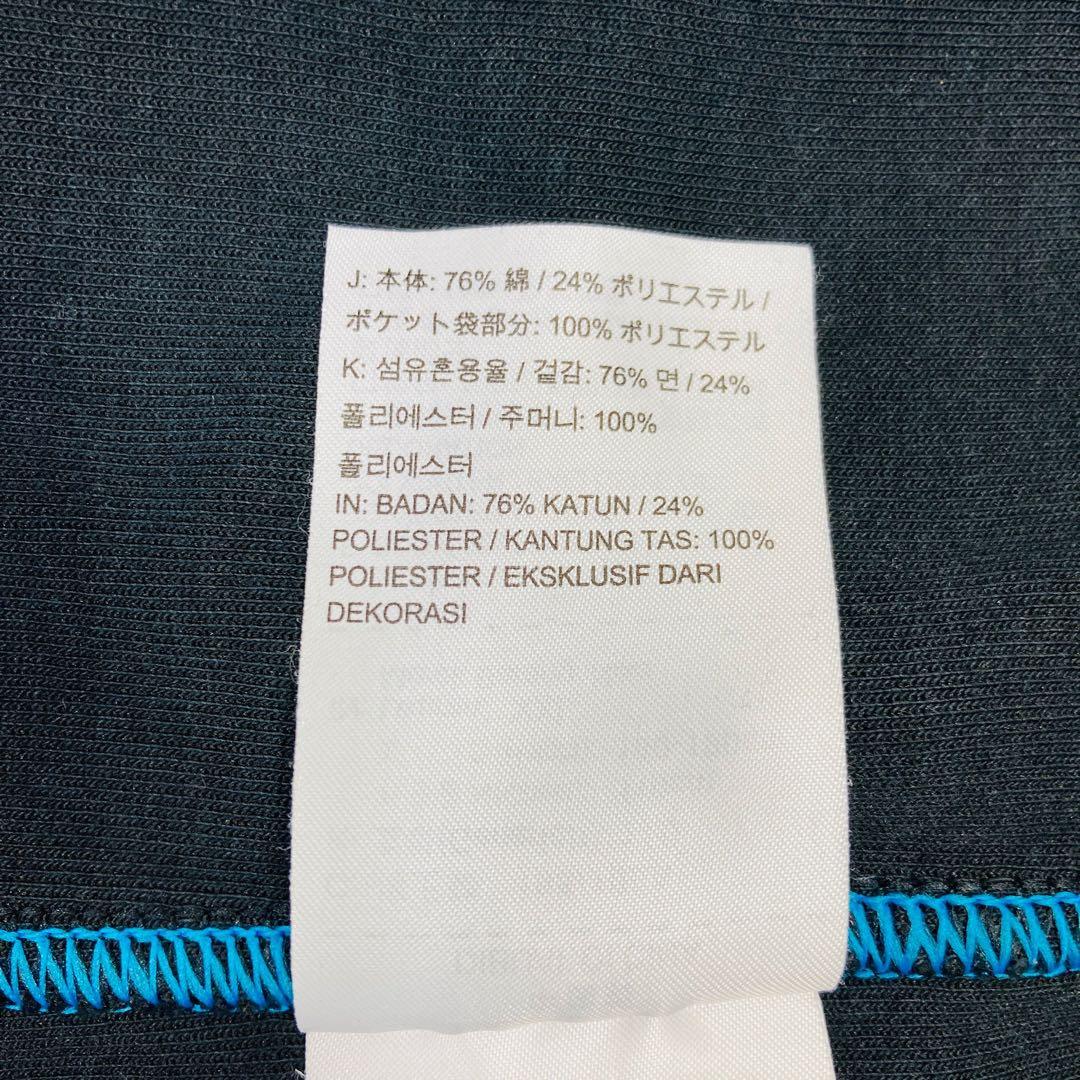 J: 本体: 76% 綿 / 24% ポリエステル /
ポケット袋部分: 100% ポリエステル
K: 섬유혼용율 / 겉감: 76% 면 / 24%
폴리에스터 / 주머니: 100%
폴리에스터
IN: BADAN: 76% KATUN / 24%
POLIESTER / KANTUNG TAS: 100%
POLIESTER / EKSKLUSIF DARI
DEKORASI